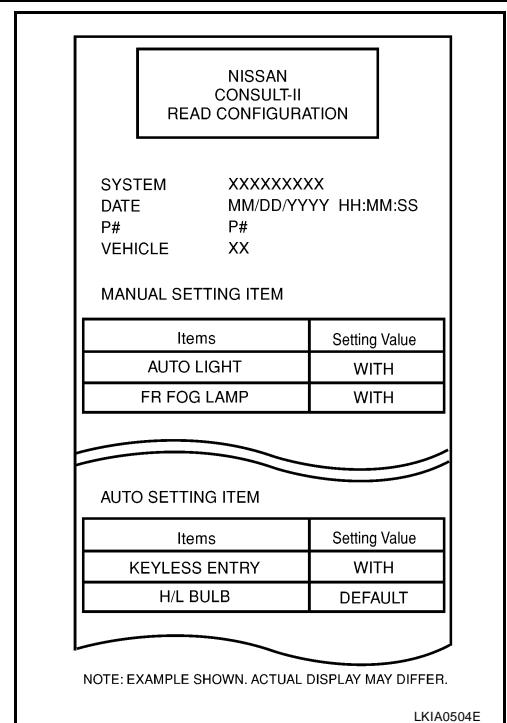 NISSAN
CONSULT-II
READ CONFIGURATION
SYSTEM XXXXXXXXX
DATE MM/DD/YYYY HH:MM:SS
P# P#
VEHICLE XX
MANUAL SETTING ITEM
Items Setting Value
AUTO LIGHT WITH
FR FOG LAMP WITH
AUTO SETTING ITEM
Items Setting Value
KEYLESS ENTRY WITH
H/L BULB DEFAULT
NOTE: EXAMPLE SHOWN. ACTUAL DISPLAY MAY DIFFER.
LKIA0504E